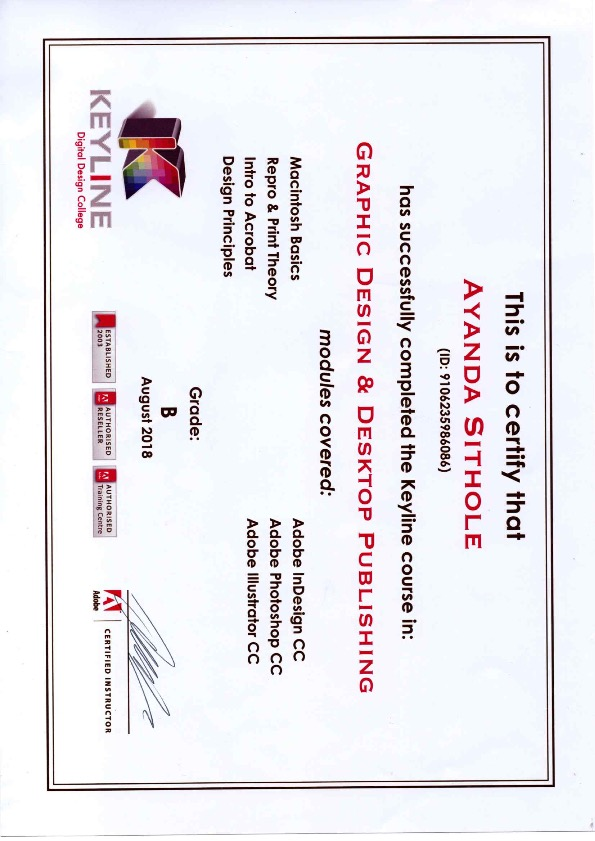 This is to certify that
AYANDA SITHOLE
(ID: 9106235986086)
has successfully completed the Keyline course in:
GRAPHIC DESIGN & DESKTOP PUBLISHING
modules covered:
Macintosh Basics
Repro & Print Theory
Intro to Acrobat
Design Principles
Adobe InDesign CC
Adobe Photoshop CC
Adobe Illustrator CC
Grade:
B
August 2018
KEYLINE
Digital Design College
ESTABLISHED
2003
AUTHORISED
RESELLER
AUTHORISED
Training Centre
Adobe
CERTIFIED INSTRUCTOR